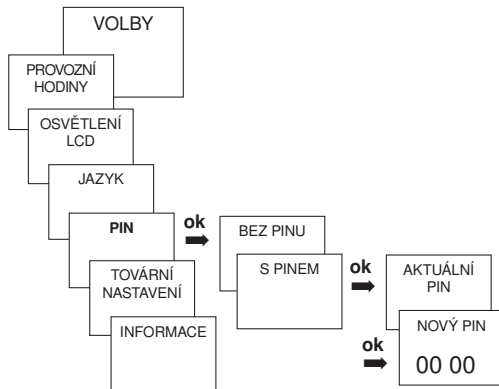 VOLBY
PROVOZNÍ
HODINY
OSVĚTLENÍ
LCD
JAZYK
PIN
ok
BEZ PINU
S PINEM
ok
AKTUÁLNÍ
PIN
TOVÁRNÍ
NASTAVENÍ
INFORMACE
ok
NOVÝ PIN
00 00